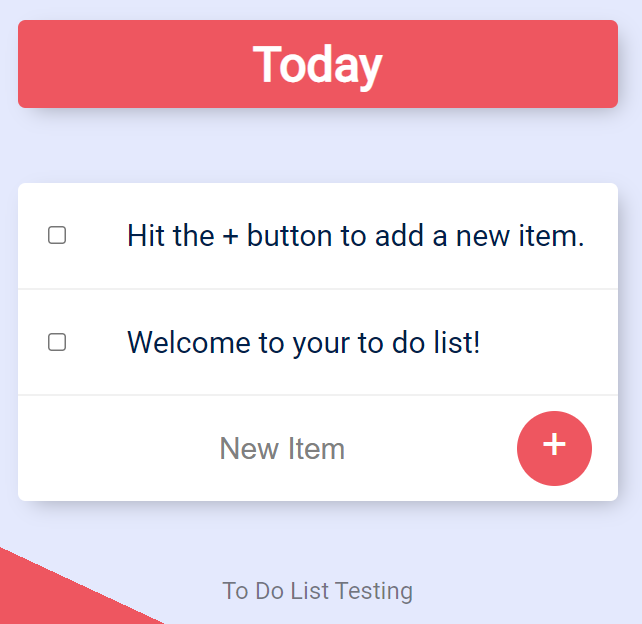 Today
Hit the + button to add a new item.
Welcome to your to do list!
New Item
+
To Do List Testing